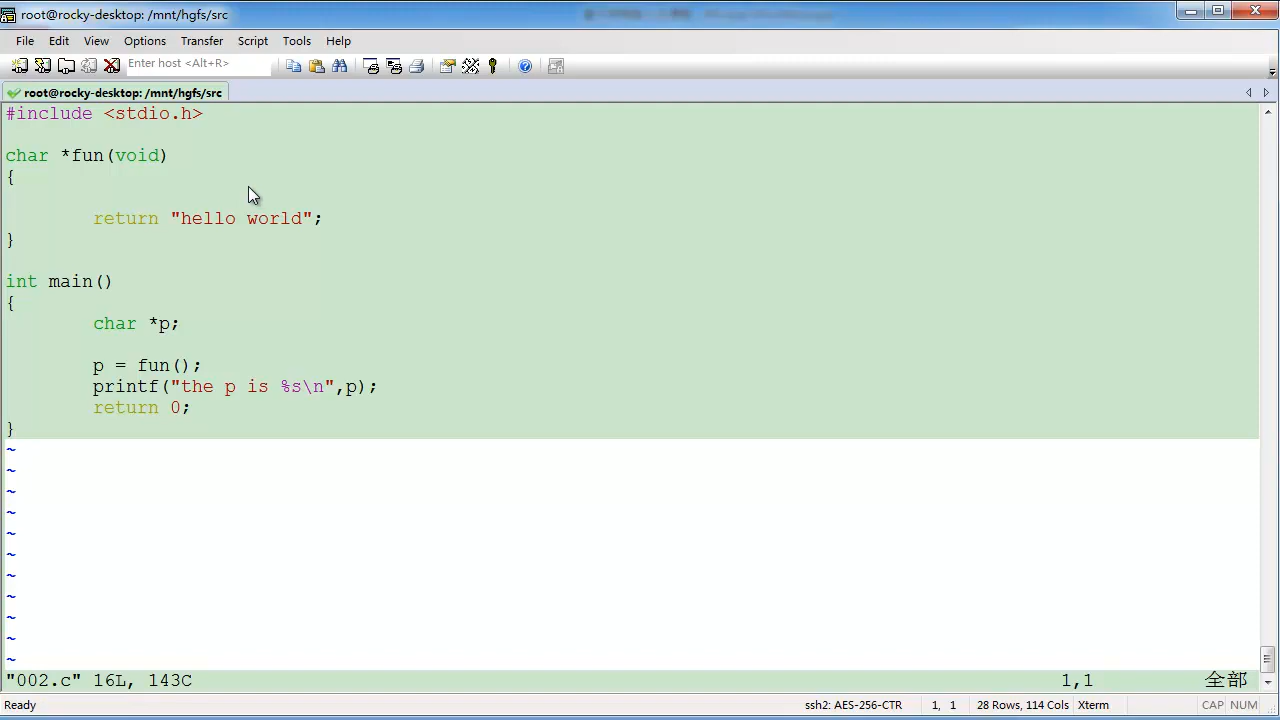 root@rocky-desktop: /mnt/hgfs/src
File Edit View Options Transfer Script Tools Help
Enter host <Alt+R>
root@rocky-desktop: /mnt/hgfs/src
#include <stdio.h>
char *fun(void)
{
return "hello world";
}
int main()
{
char *p;
p = fun();
printf("the p is %s\n",p);
return 0;
}
~
~
~
~
~
~
~
~
~
~
~
"002.c" 16L, 143C 1,1 全部
Ready ssh2: AES-256-CTR 1, 1 28 Rows, 114 Cols Xterm CAP NUM